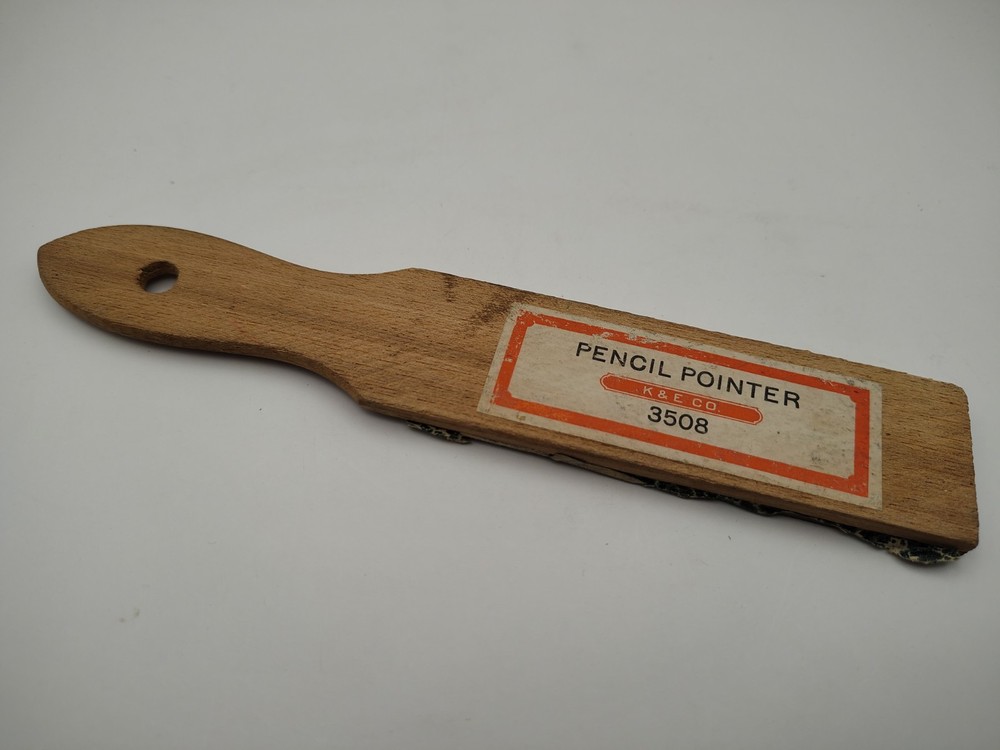 PENCIL POINTER
K & E CO.
3508